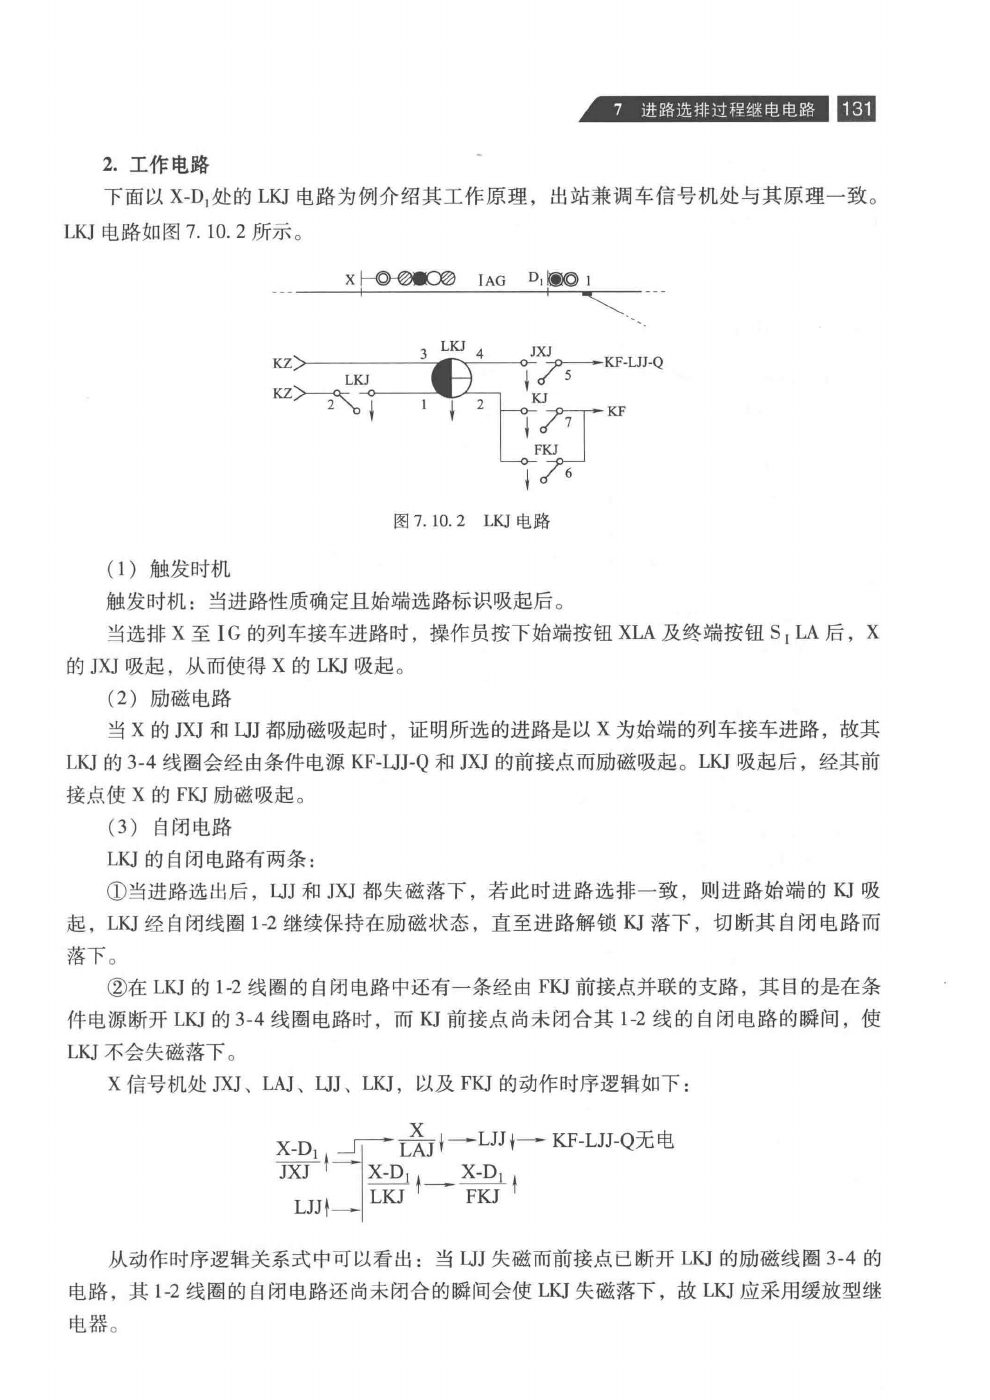 7 进路选排过程继电电路 131
2. 工作电路
下面以 X-D₁处的 LKJ 电路为例介绍其工作原理，出站兼调车信号机处与其原理一致。
LKJ 电路如图 7.10.2 所示。
X ⅠAG D₁ 1
KZ 3 LKJ 4 JXJ 5 KF-LJJ-Q
KZ LKJ 2 1 2 KJ 7 KF
FKJ 6
图 7.10.2 LKJ 电路
（1）触发时机
触发时机：当进路性质确定且始端选路标识吸起后。
当选排 X 至 ⅠG 的列车接车进路时，操作员按下始端按钮 XLA 及终端按钮 SⅠLA 后，X
的 JXJ 吸起，从而使得 X 的 LKJ 吸起。
（2）励磁电路
当 X 的 JXJ 和 LJJ 都励磁吸起时，证明所选的进路是以 X 为始端的列车接车进路，故其
LKJ 的 3-4 线圈会经由条件电源 KF-LJJ-Q 和 JXJ 的前接点而励磁吸起。LKJ 吸起后，经其前
接点使 X 的 FKJ 励磁吸起。
（3）自闭电路
LKJ 的自闭电路有两条：
①当进路选出后，LJJ 和 JXJ 都失磁落下，若此时进路选排一致，则进路始端的 KJ 吸
起，LKJ 经自闭线圈 1-2 继续保持在励磁状态，直至进路解锁 KJ 落下，切断其自闭电路而
落下。
②在 LKJ 的 1-2 线圈的自闭电路中还有一条经由 FKJ 前接点并联的支路，其目的是在条
件电源断开 LKJ 的 3-4 线圈电路时，而 KJ 前接点尚未闭合其 1-2 线的自闭电路的瞬间，使
LKJ 不会失磁落下。
X 信号机处 JXJ、LAJ、LJJ、LKJ，以及 FKJ 的动作时序逻辑如下：
X-D₁/JXJ↑→X/LAJ↓→LJJ↓→KF-LJJ-Q无电
LJJ↑→X-D₁/LKJ↑→X-D₁/FKJ↑
从动作时序逻辑关系式中可以看出：当 LJJ 失磁而前接点已断开 LKJ 的励磁线圈 3-4 的
电路，其 1-2 线圈的自闭电路还尚未闭合的瞬间会使 LKJ 失磁落下，故 LKJ 应采用缓放型继
电器。